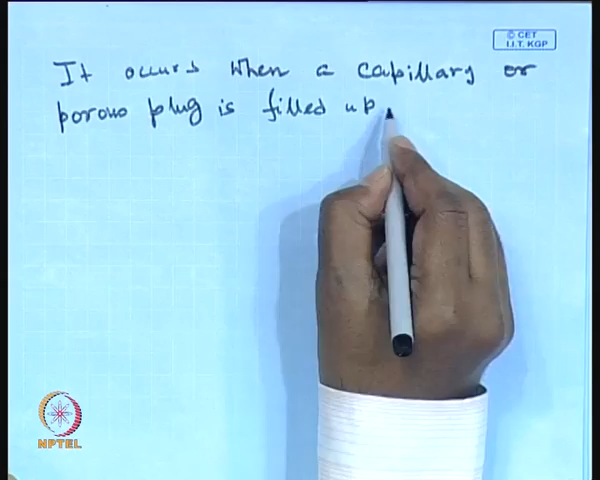 © CET
I.I.T. KGP
It occurs when a capillary or
porous plug is filled up
NPTEL